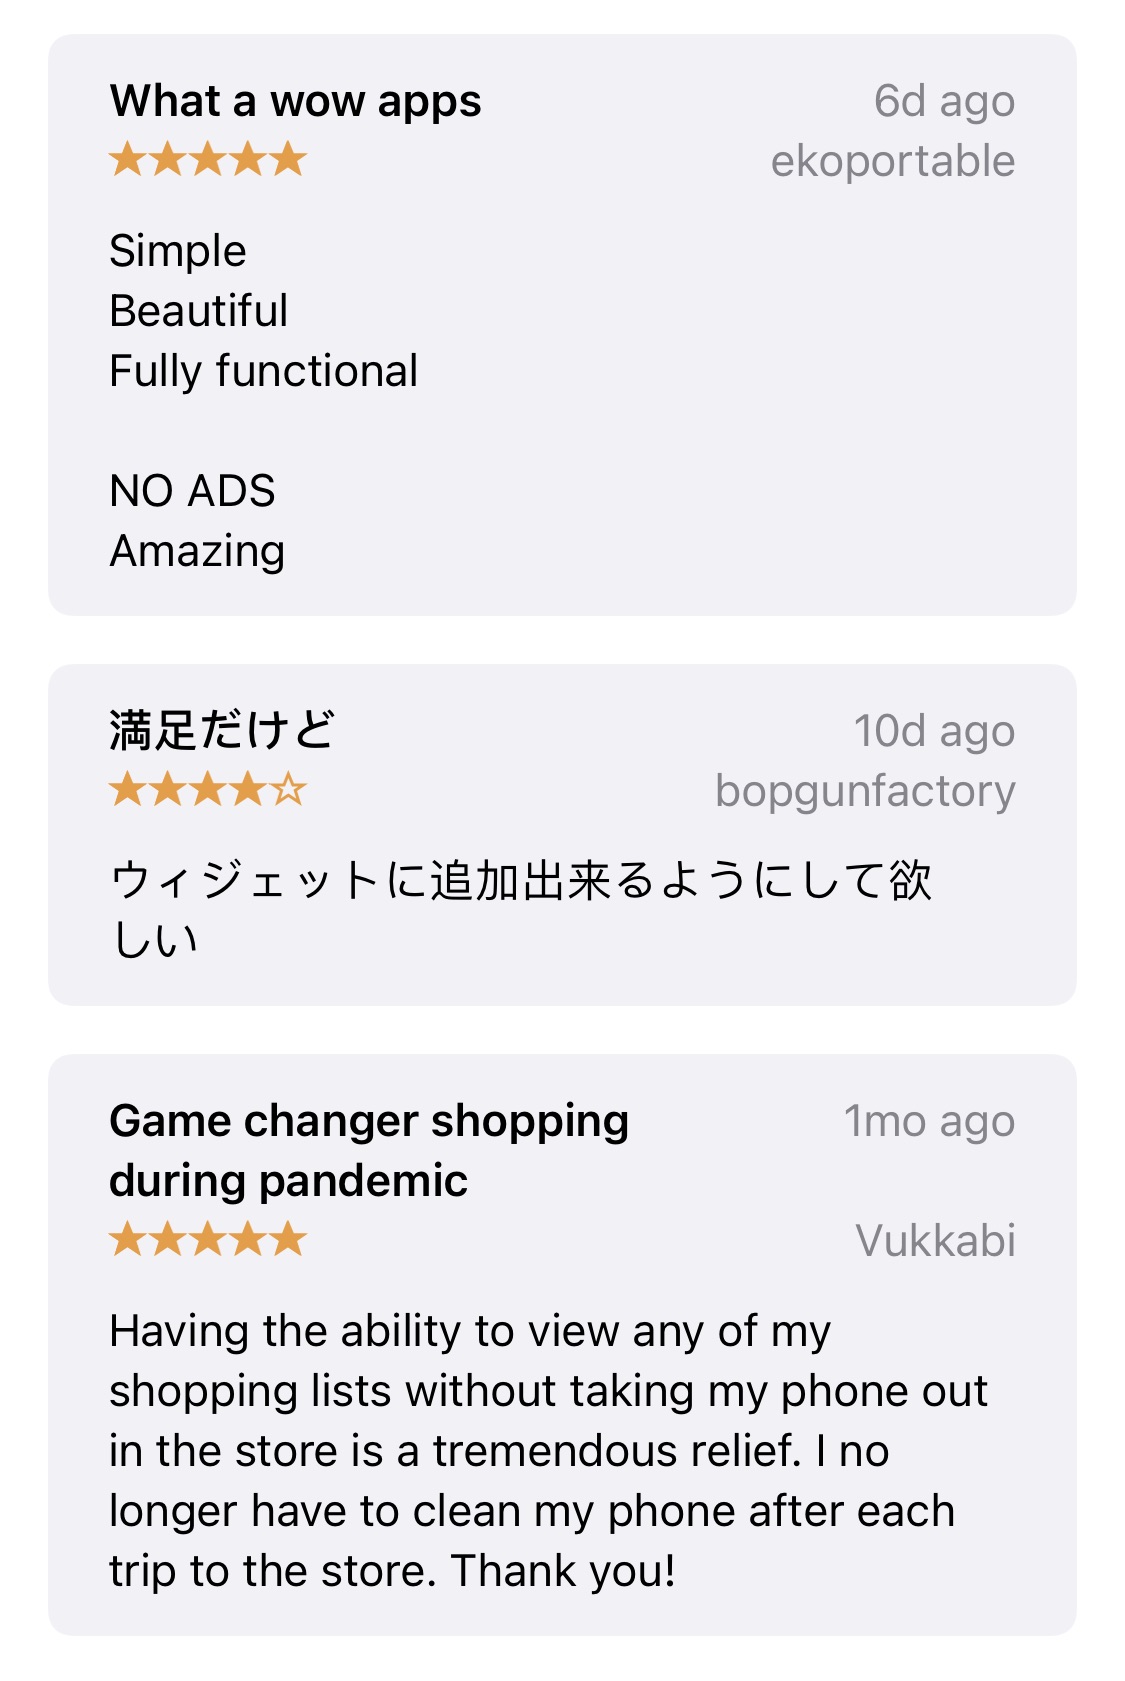 What a wow apps
6d ago
★★★★★
ekoportable
Simple
Beautiful
Fully functional
NO ADS
Amazing
満足だけど
10d ago
★★★★☆
bopgunfactory
ウィジェットに追加出来るようにして欲
しい
Game changer shopping
1mo ago
during pandemic
★★★★★
Vukkabi
Having the ability to view any of my
shopping lists without taking my phone out
in the store is a tremendous relief. I no
longer have to clean my phone after each
trip to the store. Thank you!